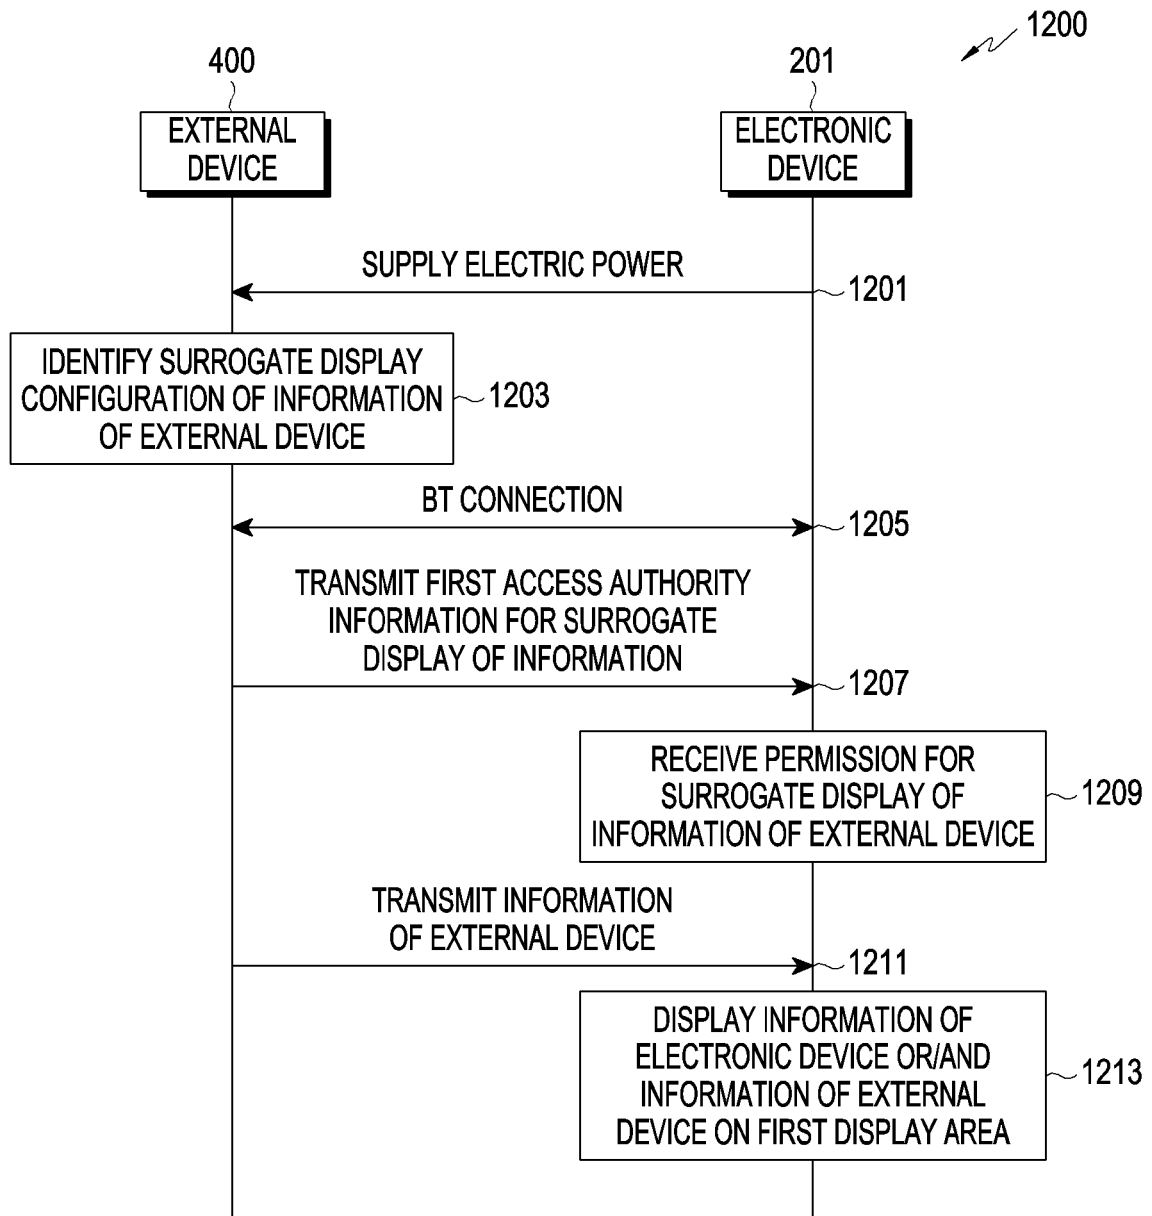 1200
400
201
EXTERNAL
DEVICE
ELECTRONIC
DEVICE
SUPPLY ELECTRIC POWER
1201
IDENTIFY SURROGATE DISPLAY
CONFIGURATION OF INFORMATION
OF EXTERNAL DEVICE
1203
BT CONNECTION
1205
TRANSMIT FIRST ACCESS AUTHORITY
INFORMATION FOR SURROGATE
DISPLAY OF INFORMATION
1207
RECEIVE PERMISSION FOR
SURROGATE DISPLAY OF
INFORMATION OF EXTERNAL DEVICE
1209
TRANSMIT INFORMATION
OF EXTERNAL DEVICE
1211
DISPLAY INFORMATION OF
ELECTRONIC DEVICE OR/AND
INFORMATION OF EXTERNAL
DEVICE ON FIRST DISPLAY AREA
1213